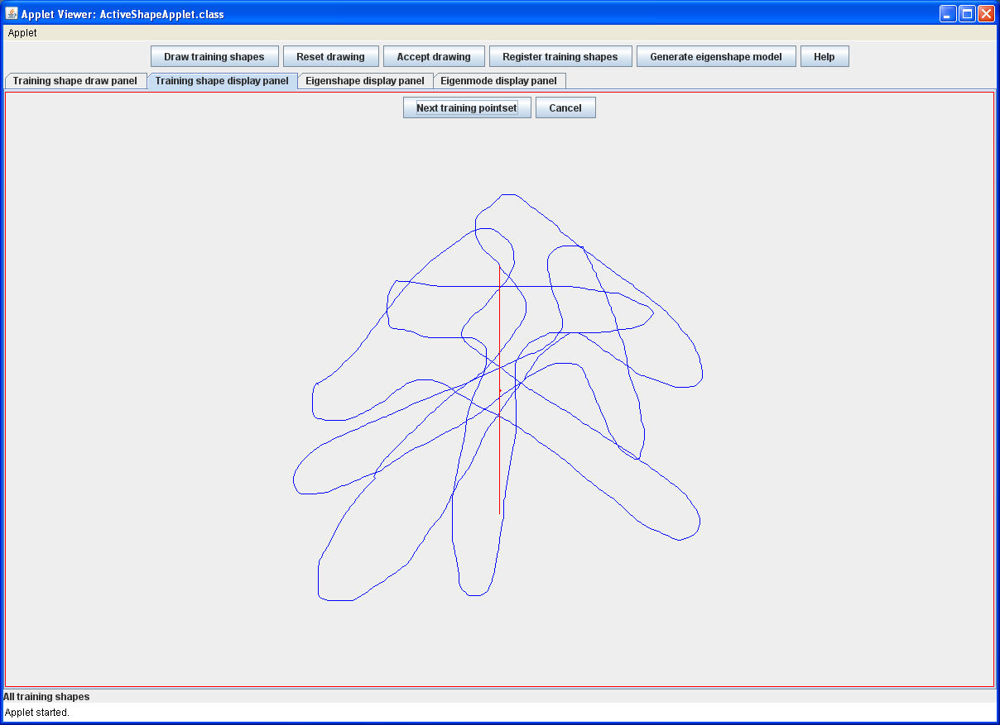 Applet Viewer: ActiveShapeApplet.class
Applet
Draw training shapes Reset drawing Accept drawing Register training shapes Generate eigenshape model Help
Training shape draw panel Training shape display panel Eigenshape display panel Eigenmode display panel
Next training pointset Cancel
All training shapes
Applet started.